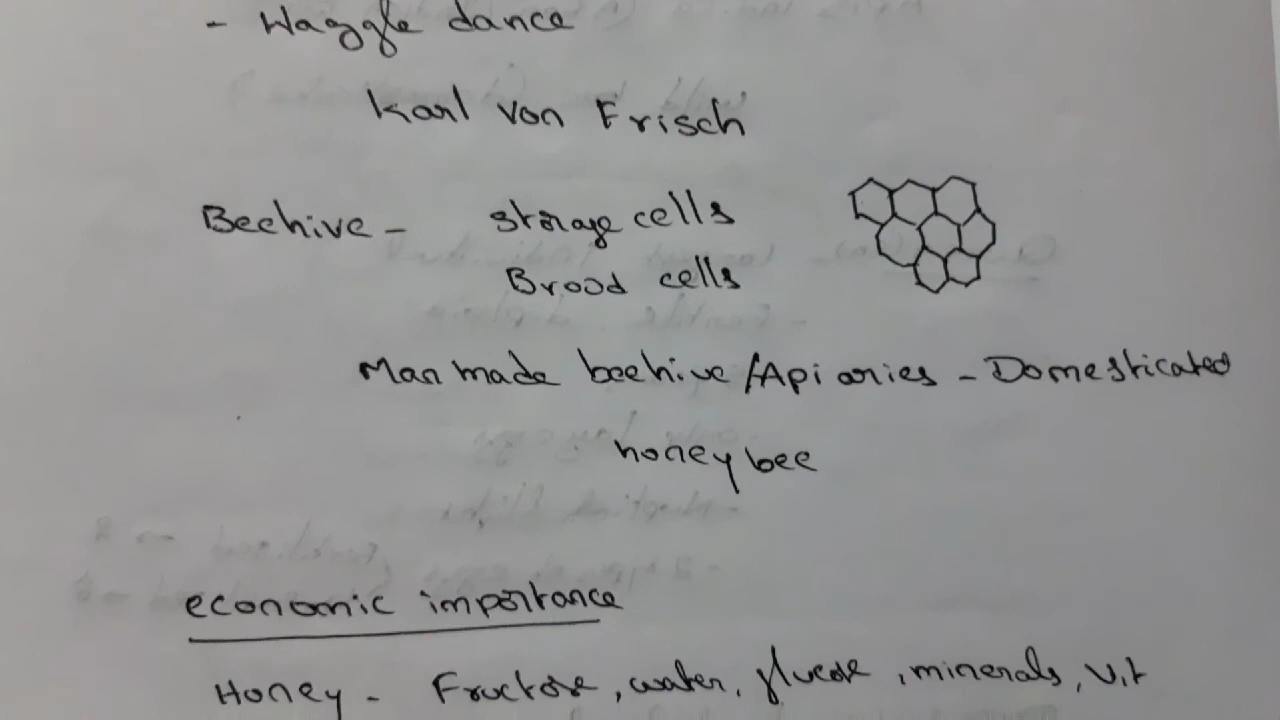 - Waggle dance
Karl von Frisch
Beehive - storage cells
Brood cells
Man made beehive /Apiaries - Domesticated
honey bee
economic importance
Honey - Fructose, water, glucose, minerals, vit